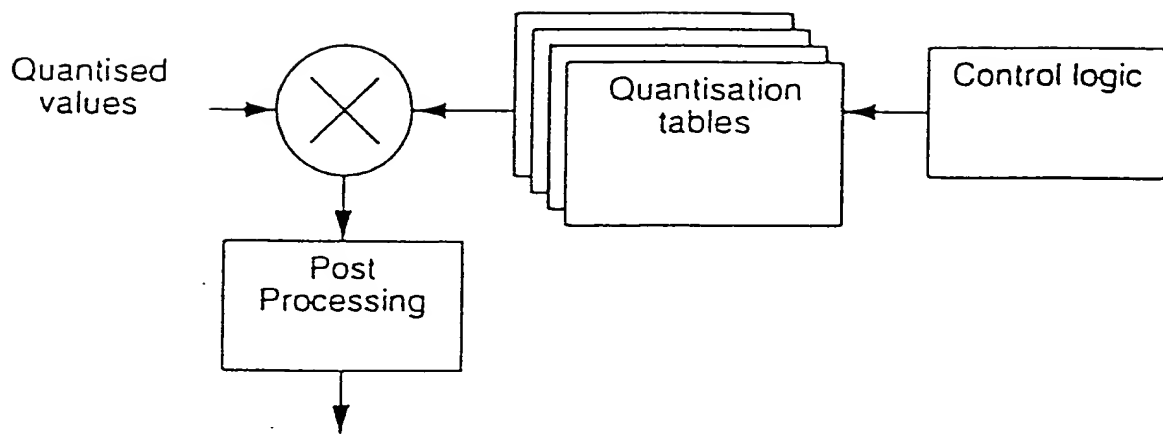 Quantised
values
Quantisation
tables
Control logic
Post
Processing